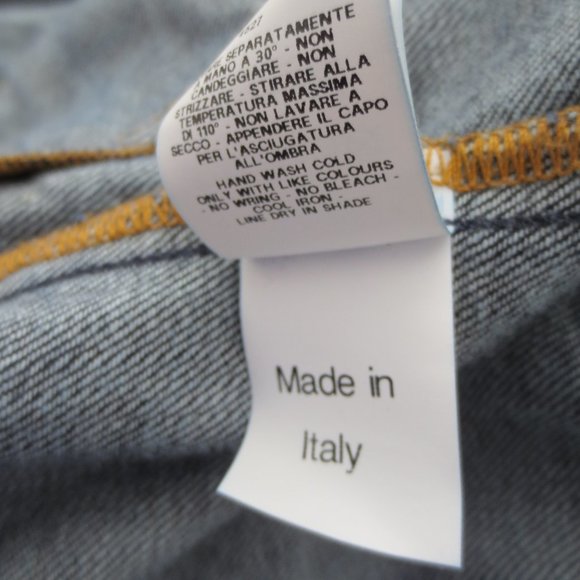 SEPARATAMENTE
MANO A 30° - NON
CANDEGGIARE - NON
STRIZZARE - STIRARE ALLA
TEMPERATURA MASSIMA
DI 110° - NON LAVARE A
SECCO - APPENDERE IL CAPO
PER L'ASCIUGATURA
ALL'OMBRA
HAND WASH COLD
ONLY WITH LIKE COLOURS
- NO WRING - NO BLEACH -
COOL IRON -
LINE DRY IN SHADE
Made in
Italy